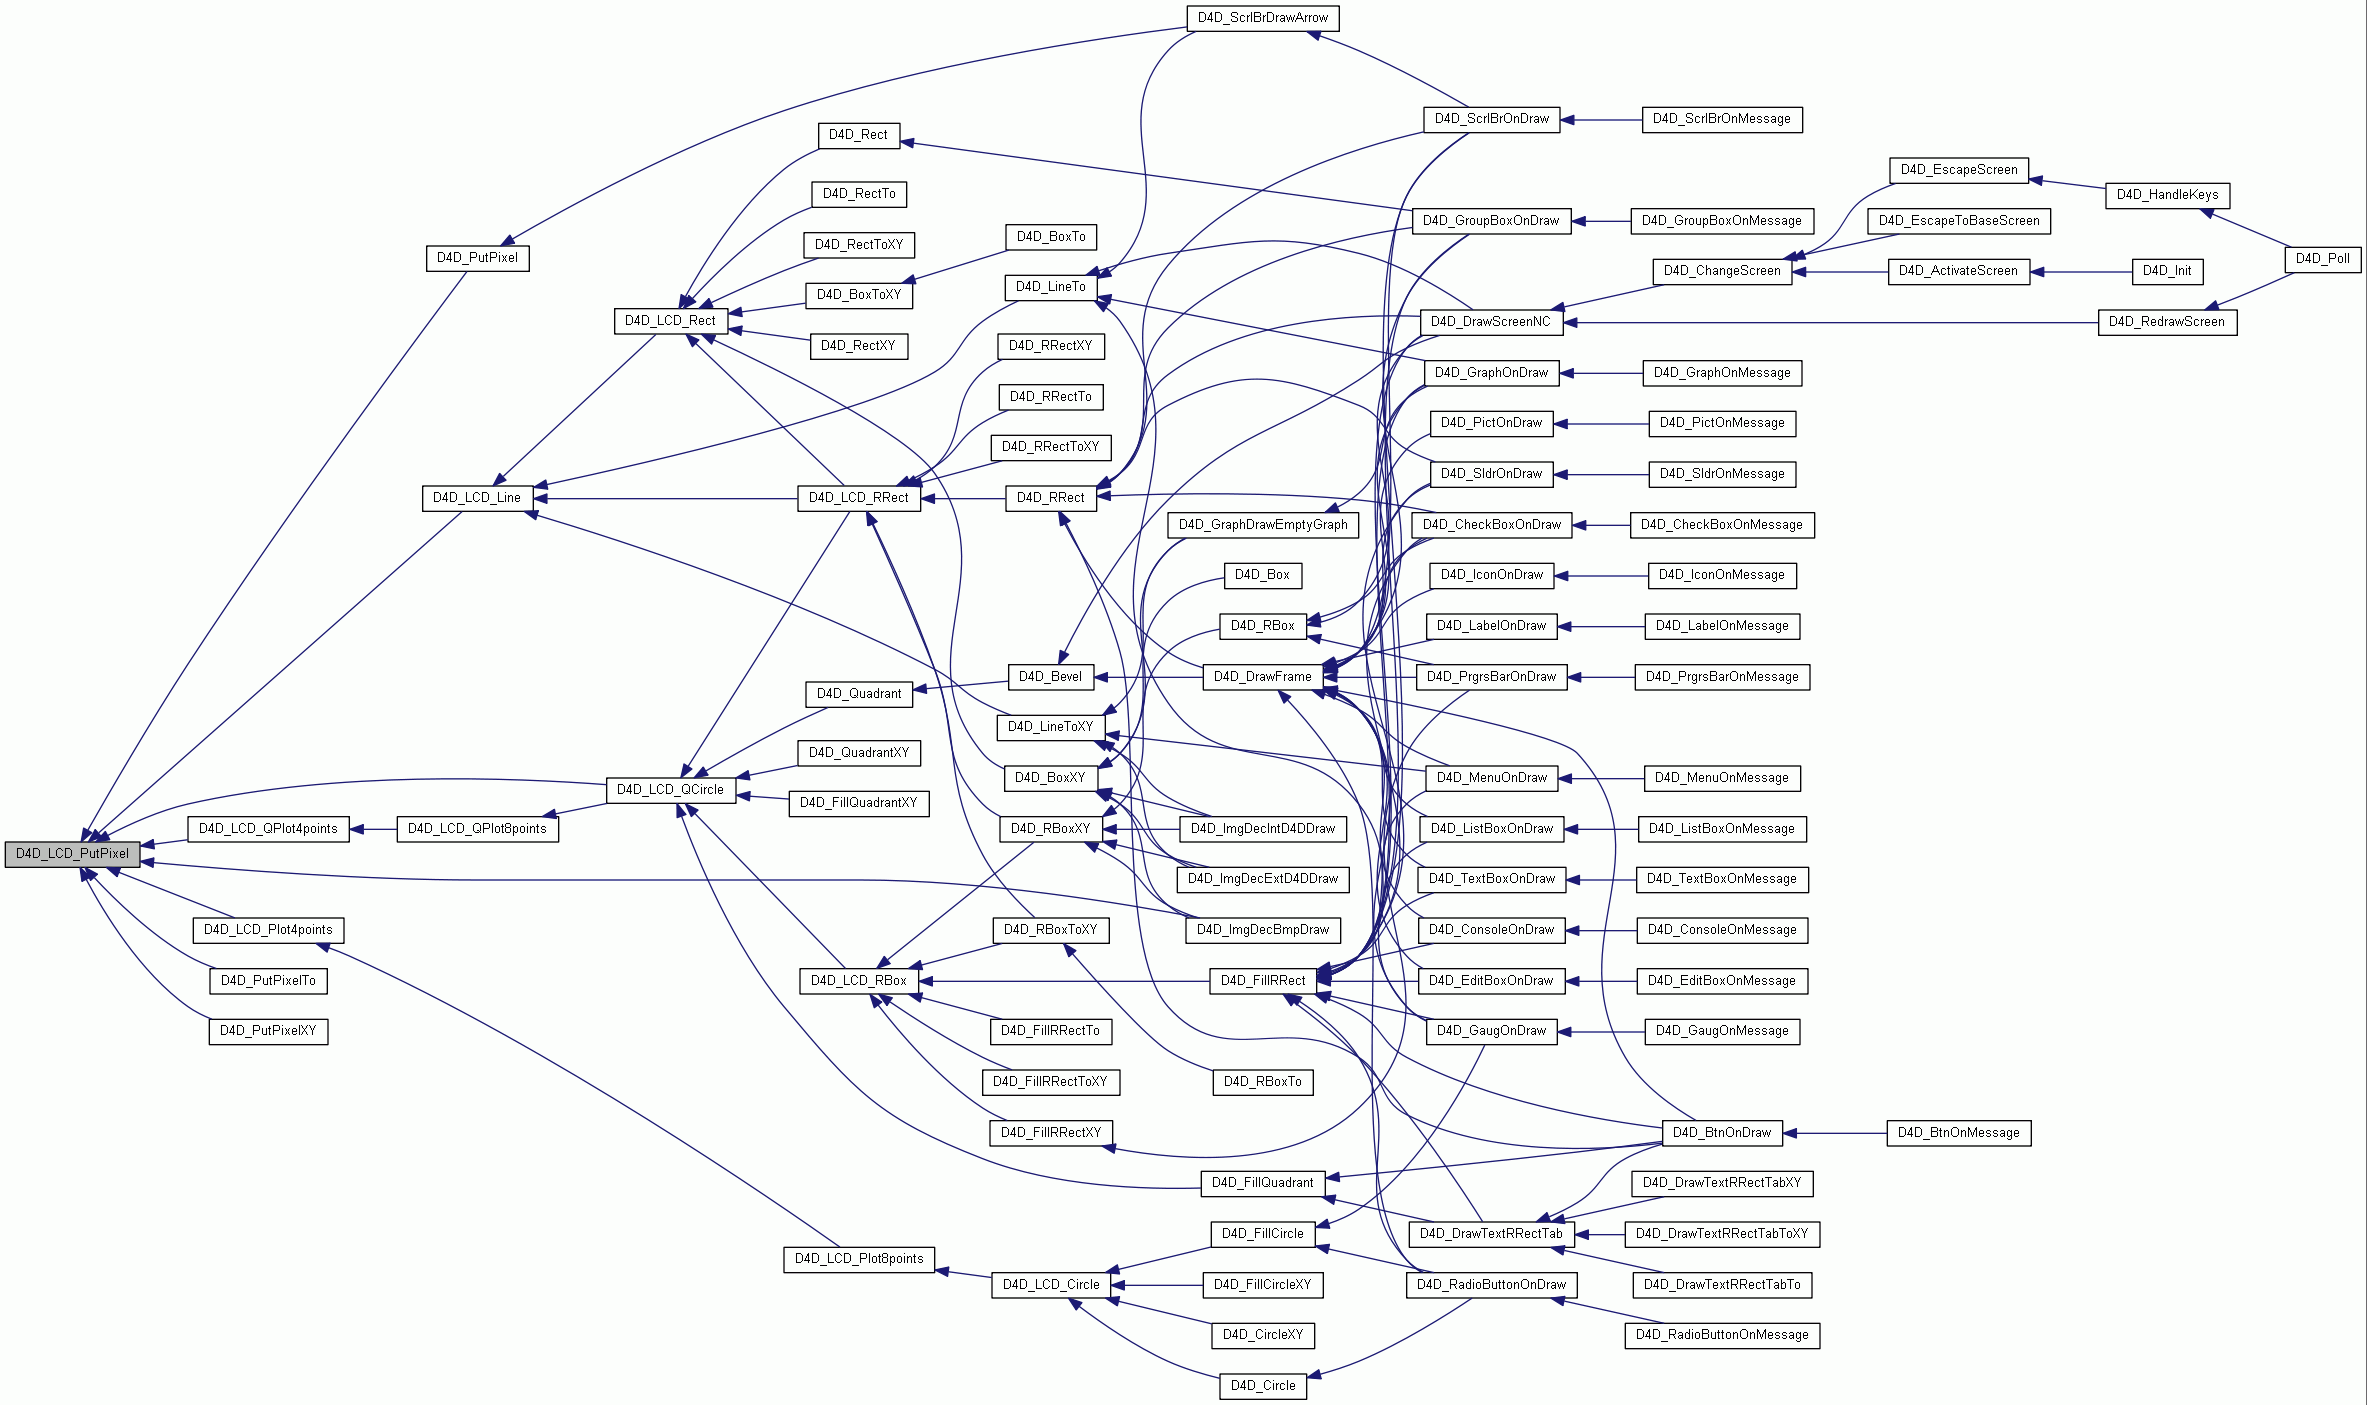 D4D_ScrlBrDrawArrow
D4D_ScrlBrOnDraw
D4D_ScrlBrOnMessage
D4D_Rect
D4D_EscapeScreen
D4D_RectTo
D4D_HandleKeys
D4D_GroupBoxOnDraw
D4D_GroupBoxOnMessage
D4D_EscapeToBaseScreen
D4D_BoxTo
D4D_RectToXY
D4D_PutPixel
D4D_Poll
D4D_ChangeScreen
D4D_ActivateScreen
D4D_Init
D4D_LineTo
D4D_BoxToXY
D4D_LCD_Rect
D4D_DrawScreenNC
D4D_RedrawScreen
D4D_RectXY
D4D_RRectXY
D4D_GraphOnDraw
D4D_GraphOnMessage
D4D_RRectTo
D4D_PictOnDraw
D4D_PictOnMessage
D4D_RRectToXY
D4D_SldrOnDraw
D4D_SldrOnMessage
D4D_LCD_Line
D4D_LCD_RRect
D4D_RRect
D4D_GraphDrawEmptyGraph
D4D_CheckBoxOnDraw
D4D_CheckBoxOnMessage
D4D_Box
D4D_IconOnDraw
D4D_IconOnMessage
D4D_RBox
D4D_LabelOnDraw
D4D_LabelOnMessage
D4D_Bevel
D4D_DrawFrame
D4D_PrgrsBarOnDraw
D4D_PrgrsBarOnMessage
D4D_Quadrant
D4D_LineToXY
D4D_QuadrantXY
D4D_BoxXY
D4D_MenuOnDraw
D4D_MenuOnMessage
D4D_LCD_QCircle
D4D_FillQuadrantXY
D4D_LCD_QPlot4points
D4D_LCD_QPlot8points
D4D_RBoxXY
D4D_ImgDecIntD4DDraw
D4D_ListBoxOnDraw
D4D_ListBoxOnMessage
D4D_LCD_PutPixel
D4D_ImgDecExtD4DDraw
D4D_TextBoxOnDraw
D4D_TextBoxOnMessage
D4D_LCD_Plot4points
D4D_RBoxToXY
D4D_ImgDecBmpDraw
D4D_ConsoleOnDraw
D4D_ConsoleOnMessage
D4D_PutPixelTo
D4D_LCD_RBox
D4D_FillRRect
D4D_EditBoxOnDraw
D4D_EditBoxOnMessage
D4D_PutPixelXY
D4D_FillRRectTo
D4D_GaugOnDraw
D4D_GaugOnMessage
D4D_FillRRectToXY
D4D_RBoxTo
D4D_FillRRectXY
D4D_BtnOnDraw
D4D_BtnOnMessage
D4D_FillQuadrant
D4D_DrawTextRRectTabXY
D4D_FillCircle
D4D_DrawTextRRectTab
D4D_DrawTextRRectTabToXY
D4D_LCD_Plot8points
D4D_LCD_Circle
D4D_FillCircleXY
D4D_RadioButtonOnDraw
D4D_DrawTextRRectTabTo
D4D_CircleXY
D4D_RadioButtonOnMessage
D4D_Circle